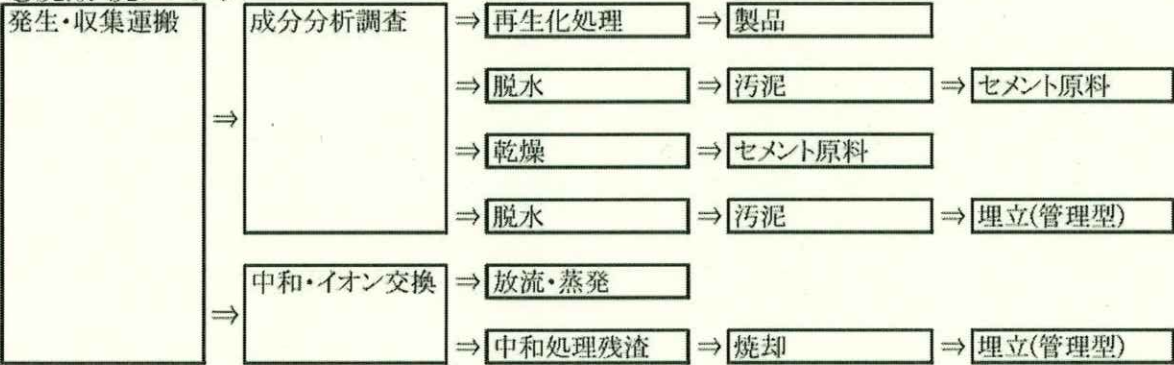 発生・収集運搬 成分分析調査 ⇒ 再生化処理 ⇒ 製品
⇒ 脱水 ⇒ 汚泥 ⇒ セメント原料
⇒
⇒ 乾燥 ⇒ セメント原料
⇒ 脱水 ⇒ 汚泥 ⇒ 埋立(管理型)
中和・イオン交換 ⇒ 放流・蒸発
⇒
⇒ 中和処理残渣 ⇒ 焼却 ⇒ 埋立(管理型)